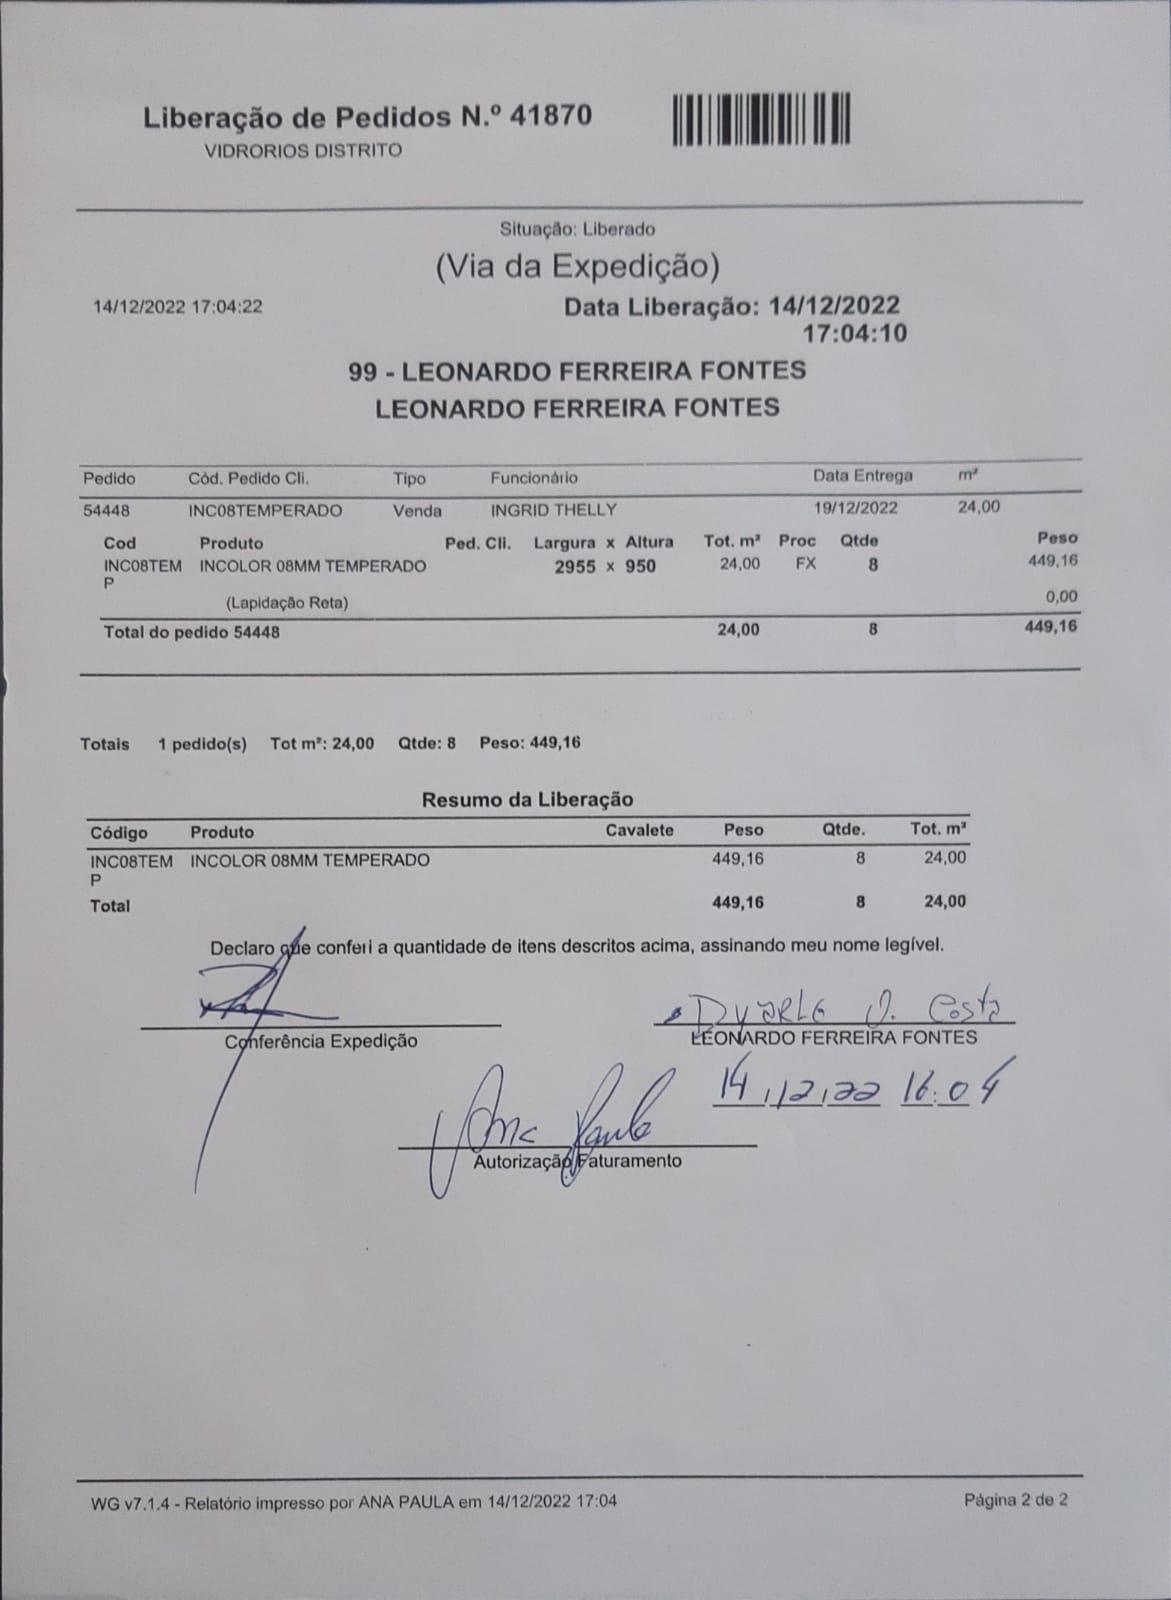 Liberação de Pedidos N.º 41870
VIDRORIOS DISTRITO
Situação: Liberado
(Via da Expedição)
14/12/2022 17:04:22 Data Liberação: 14/12/2022
17:04:10
99 - LEONARDO FERREIRA FONTES
LEONARDO FERREIRA FONTES
Pedido Cód. Pedido Cli. Tipo Funcionário Data Entrega m²
54448 INC08TEMPERADO Venda INGRID THELLY 19/12/2022 24,00
Cod Produto Ped. Cli. Largura x Altura Tot. m² Proc Qtde Peso
INC08TEM INCOLOR 08MM TEMPERADO 2955 x 950 24,00 FX 8 449,16
P
(Lapidação Reta) 0,00
Total do pedido 54448 24,00 8 449,16
Totais 1 pedido(s) Tot m²: 24,00 Qtde: 8 Peso: 449,16
Resumo da Liberação
Código Produto Cavalete Peso Qtde. Tot. m²
INC08TEM INCOLOR 08MM TEMPERADO 449,16 8 24,00
P
Total 449,16 8 24,00
Declaro que conferi a quantidade de itens descritos acima, assinando meu nome legível.
Costa
Conferência Expedição LEONARDO FERREIRA FONTES
14,12,22 16:04
Ana Paula
Autorização Faturamento
WG v7.1.4 - Relatório impresso por ANA PAULA em 14/12/2022 17:04 Página 2 de 2